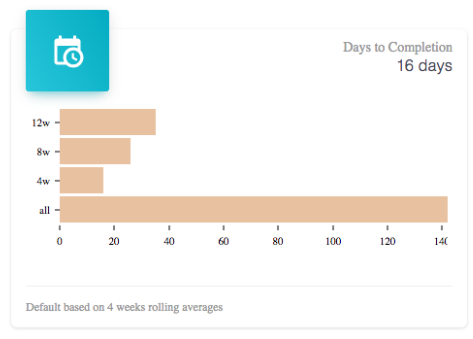 Days to Completion
16 days
12w
8w
4w
all
0 20 40 60 80 100 120 14
Default based on 4 weeks rolling averages